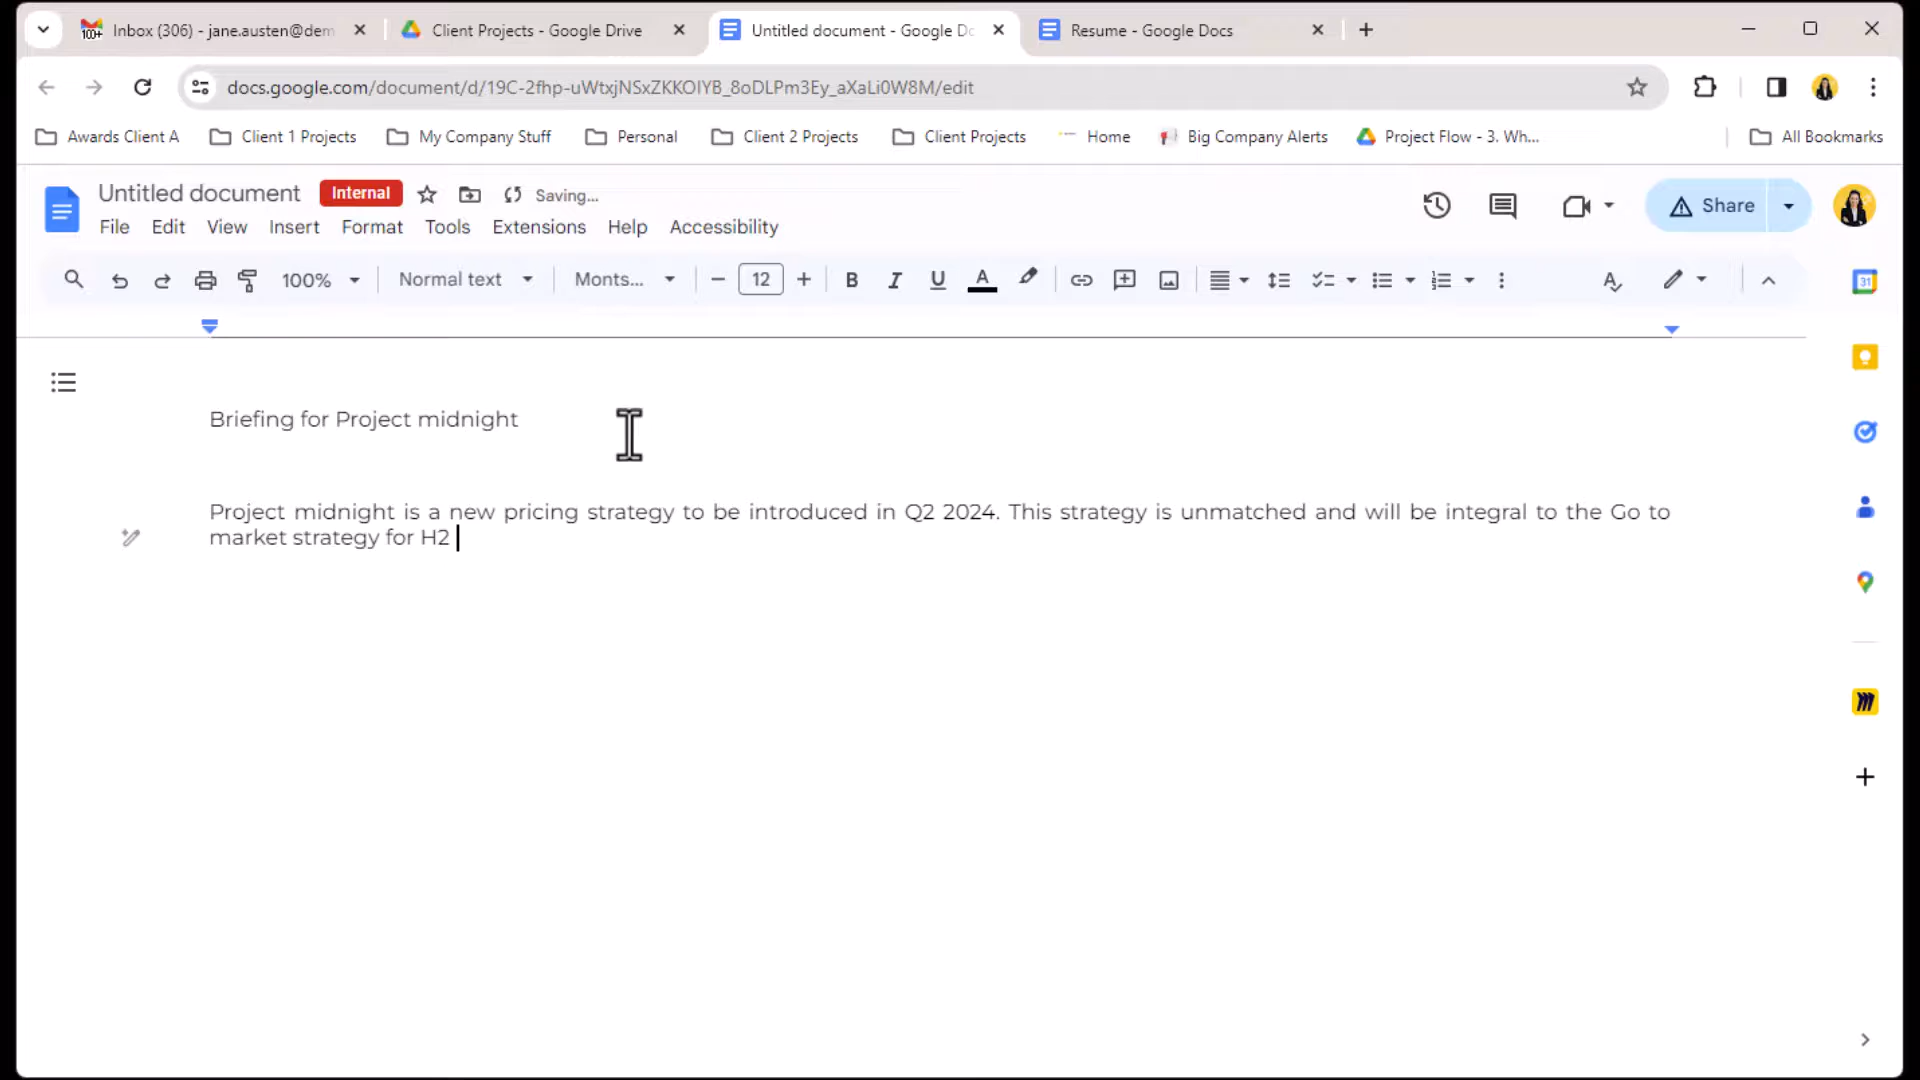 Inbox (306) - jane.austen@dem
Client Projects - Google Drive
Untitled document - Google Dc
Resume - Google Docs
docs.google.com/document/d/19C-2fhp-uWtxjNSxZKKOIYB_8oDLPm3Ey_aXaLi0W8M/edit
Awards Client A
Client 1 Projects
My Company Stuff
Personal
Client 2 Projects
Client Projects
Home
Big Company Alerts
Project Flow - 3. Wh...
All Bookmarks
Untitled document
Internal
Saving...
Share
File Edit View Insert Format Tools Extensions Help Accessibility
100%
Normal text
Monts...
12
B I U A
31
Briefing for Project midnight
Project midnight is a new pricing strategy to be introduced in Q2 2024. This strategy is unmatched and will be integral to the Go to
market strategy for H2